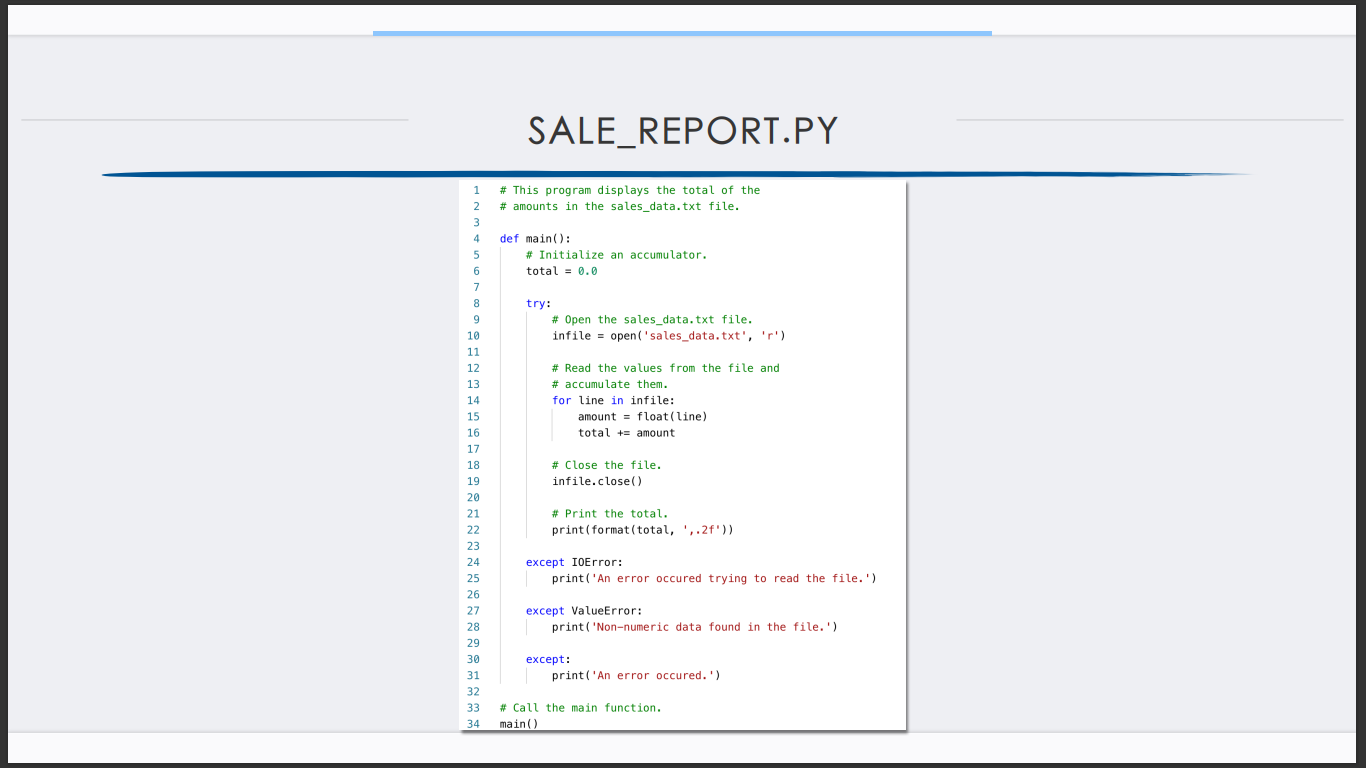 SALE_REPORT.PY
1 # This program displays the total of the
2 # amounts in the sales_data.txt file.
3
4 def main():
5     # Initialize an accumulator.
6     total = 0.0
7
8     try:
9         # Open the sales_data.txt file.
10         infile = open('sales_data.txt', 'r')
11
12         # Read the values from the file and
13         # accumulate them.
14         for line in infile:
15             amount = float(line)
16             total += amount
17
18         # Close the file.
19         infile.close()
20
21         # Print the total.
22         print(format(total, ',.2f'))
23
24     except IOError:
25         print('An error occured trying to read the file.')
26
27     except ValueError:
28         print('Non-numeric data found in the file.')
29
30     except:
31         print('An error occured.')
32
33 # Call the main function.
34 main()